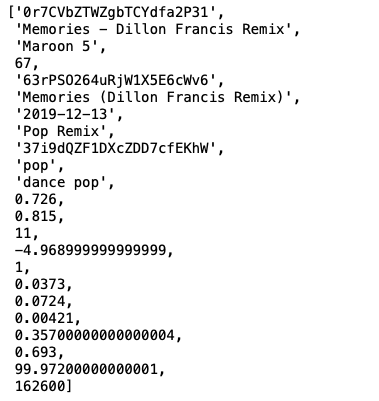 ['0r7CVbZTWZgbTCYdfa2P31',
'Memories - Dillon Francis Remix',
'Maroon 5',
67,
'63rPSO264uRjW1X5E6cWv6',
'Memories (Dillon Francis Remix)',
'2019-12-13',
'Pop Remix',
'37i9dQZF1DXcZDD7cfEKhW',
'pop',
'dance pop',
0.726,
0.815,
11,
-4.968999999999999,
1,
0.0373,
0.0724,
0.00421,
0.35700000000000004,
0.693,
99.97200000000001,
162600]